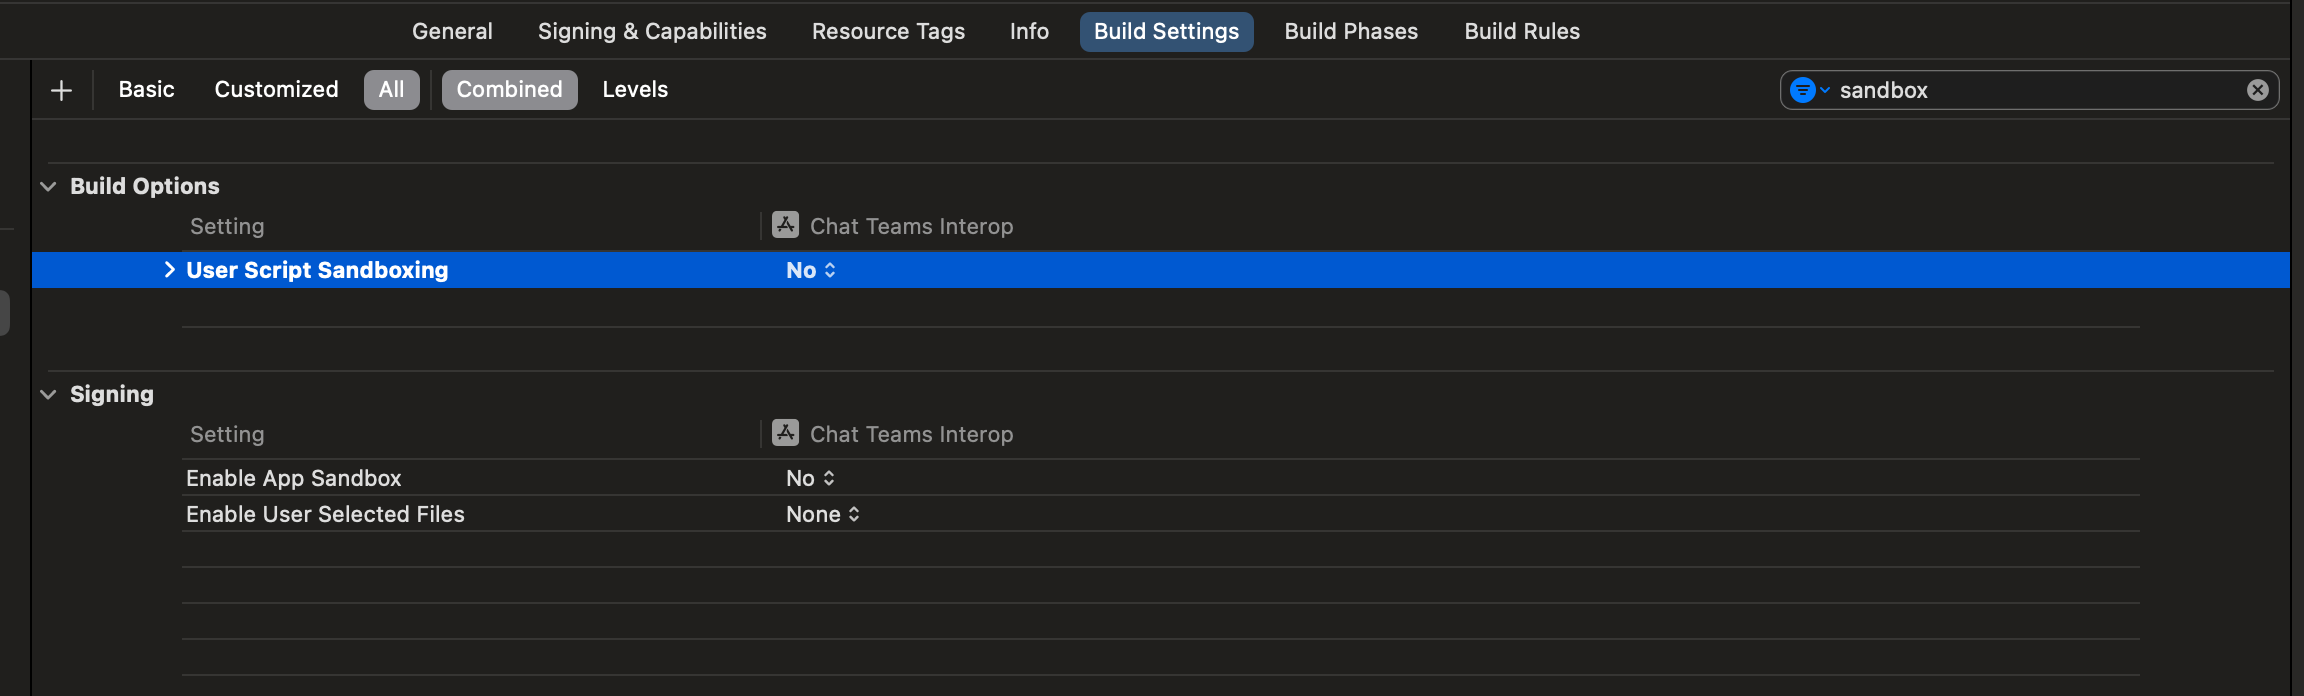 General Signing & Capabilities Resource Tags Info Build Settings Build Phases Build Rules
Basic Customized All Combined Levels sandbox
Build Options
Setting Chat Teams Interop
User Script Sandboxing No
Signing
Setting Chat Teams Interop
Enable App Sandbox No
Enable User Selected Files None